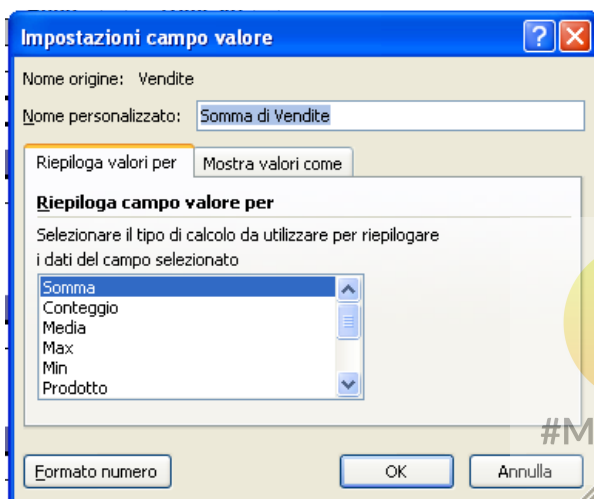 Impostazioni campo valore
Nome origine: Vendite
Nome personalizzato: Somma di Vendite
Riepiloga valori per Mostra valori come
Riepiloga campo valore per
Selezionare il tipo di calcolo da utilizzare per riepilogare
i dati del campo selezionato
Somma
Conteggio
Media
Max
Min
Prodotto
#M
Formato numero OK Annulla